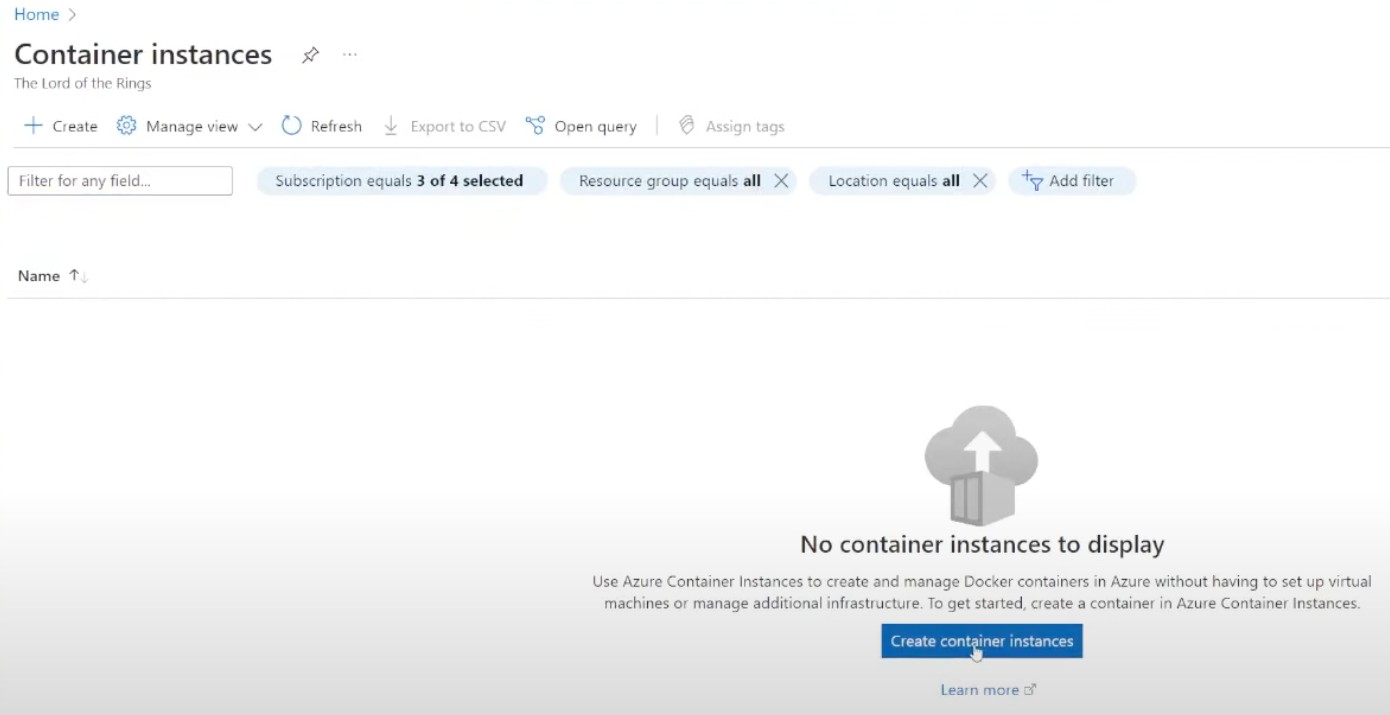 Home
Container instances
The Lord of the Rings
Create Manage view Refresh Export to CSV Open query Assign tags
Filter for any field... Subscription equals 3 of 4 selected Resource group equals all Location equals all Add filter
Name
No container instances to display
Use Azure Container Instances to create and manage Docker containers in Azure without having to set up virtual
machines or manage additional infrastructure. To get started, create a container in Azure Container Instances.
Create container instances
Learn more